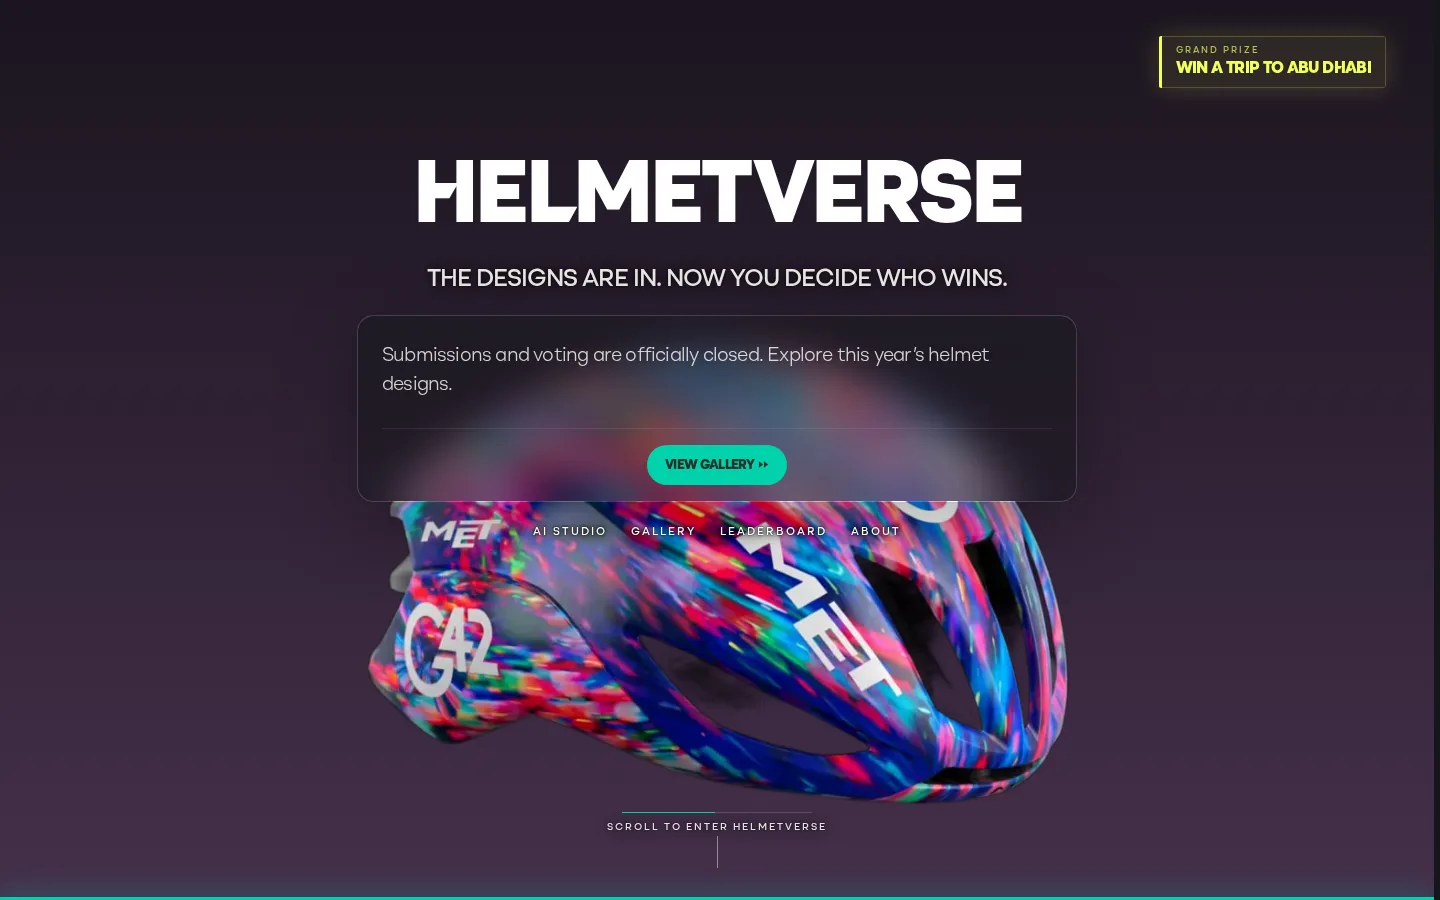 GRAND PRIZE
WIN A TRIP TO ABU DHABI
HELMETVERSE
THE DESIGNS ARE IN. NOW YOU DECIDE WHO WINS.
Submissions and voting are officially closed. Explore this year’s helmet
designs.
VIEW GALLERY
MET
AI STUDIO GALLERY LEADERBOARD ABOUT
MET
G42
SCROLL TO ENTER HELMETVERSE